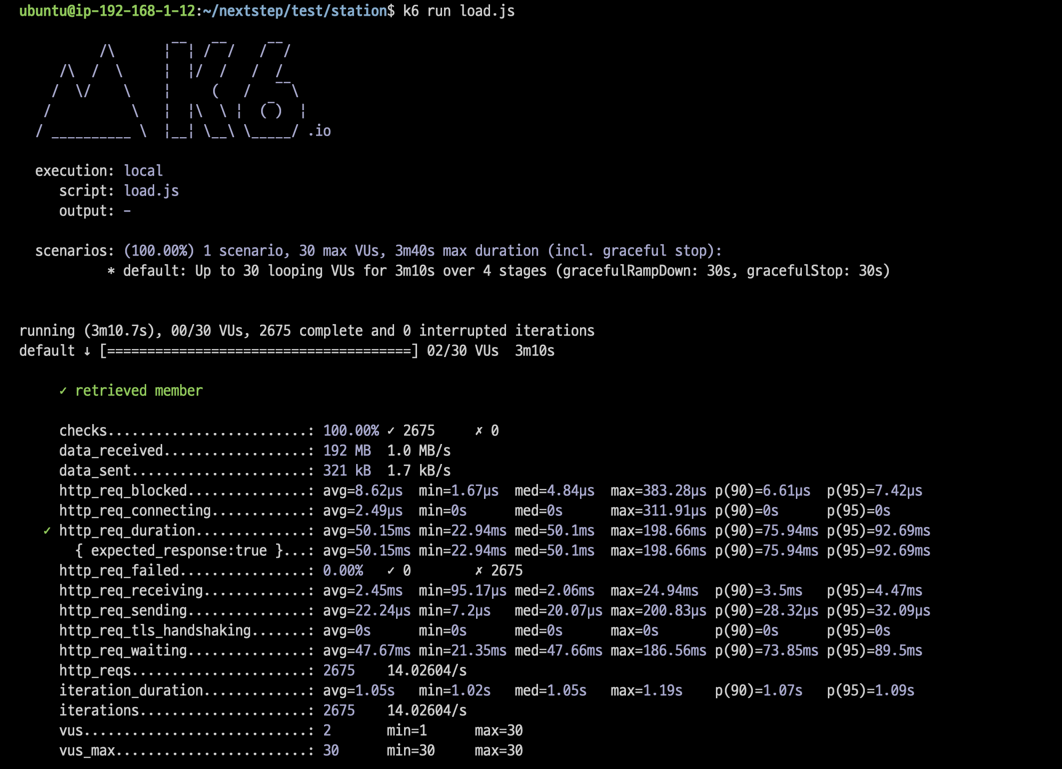 ubuntu@ip-192-168-1-12:~/nextstep/test/station$ k6 run load.js
.io
execution: local
script: load.js
output: -
scenarios: (100.00%) 1 scenario, 30 max VUs, 3m40s max duration (incl. graceful stop):
* default: Up to 30 looping VUs for 3m10s over 4 stages (gracefulRampDown: 30s, gracefulStop: 30s)
running (3m10.7s), 00/30 VUs, 2675 complete and 0 interrupted iterations
default ↓ [======================================] 02/30 VUs  3m10s
✓ retrieved member
checks.........................: 100.00% ✓ 2675     ✗ 0
data_received..................: 192 MB  1.0 MB/s
data_sent......................: 321 kB  1.7 kB/s
http_req_blocked...............: avg=8.62µs  min=1.67µs  med=4.84µs  max=383.28µs p(90)=6.61µs  p(95)=7.42µs
http_req_connecting............: avg=2.49µs  min=0s      med=0s      max=311.91µs p(90)=0s      p(95)=0s
✓ http_req_duration..............: avg=50.15ms min=22.94ms med=50.1ms  max=198.66ms p(90)=75.94ms p(95)=92.69ms
{ expected_response:true }...: avg=50.15ms min=22.94ms med=50.1ms  max=198.66ms p(90)=75.94ms p(95)=92.69ms
http_req_failed................: 0.00%   ✓ 0        ✗ 2675
http_req_receiving.............: avg=2.45ms  min=95.17µs med=2.06ms  max=24.94ms  p(90)=3.5ms   p(95)=4.47ms
http_req_sending...............: avg=22.24µs min=7.2µs   med=20.07µs max=200.83µs p(90)=28.32µs p(95)=32.09µs
http_req_tls_handshaking.......: avg=0s      min=0s      med=0s      max=0s       p(90)=0s      p(95)=0s
http_req_waiting...............: avg=47.67ms min=21.35ms med=47.66ms max=186.56ms p(90)=73.85ms p(95)=89.5ms
http_reqs......................: 2675    14.02604/s
iteration_duration.............: avg=1.05s   min=1.02s   med=1.05s   max=1.19s    p(90)=1.07s   p(95)=1.09s
iterations.....................: 2675    14.02604/s
vus............................: 2       min=1      max=30
vus_max........................: 30      min=30     max=30